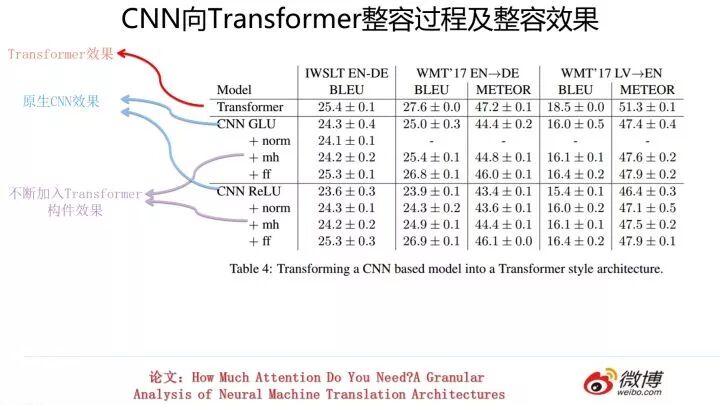 CNN向Transformer整容过程及整容效果
Transformer效果
原生CNN效果
不断加入Transformer
构件效果
IWSLT EN-DE WMT'17 EN→DE WMT'17 LV→EN
Model BLEU BLEU METEOR BLEU METEOR
Transformer 25.4 ± 0.1 27.6 ± 0.0 47.2 ± 0.1 18.5 ± 0.0 51.3 ± 0.1
CNN GLU 24.3 ± 0.4 25.0 ± 0.3 44.4 ± 0.2 16.0 ± 0.5 47.4 ± 0.4
+ norm 24.1 ± 0.1 - - - -
+ mh 24.2 ± 0.2 25.4 ± 0.1 44.8 ± 0.1 16.1 ± 0.1 47.6 ± 0.2
+ ff 25.3 ± 0.1 26.8 ± 0.1 46.0 ± 0.1 16.4 ± 0.2 47.9 ± 0.2
CNN ReLU 23.6 ± 0.3 23.9 ± 0.1 43.4 ± 0.1 15.4 ± 0.1 46.4 ± 0.3
+ norm 24.3 ± 0.1 24.3 ± 0.2 43.6 ± 0.1 16.0 ± 0.2 47.1 ± 0.5
+ mh 24.2 ± 0.2 24.9 ± 0.1 44.4 ± 0.1 16.1 ± 0.1 47.5 ± 0.2
+ ff 25.3 ± 0.3 26.9 ± 0.1 46.1 ± 0.0 16.4 ± 0.2 47.9 ± 0.1
Table 4: Transforming a CNN based model into a Transformer style architecture.
论文：How Much Attention Do You Need?A Granular
Analysis of Neural Machine Translation Architectures
微博
weibo.com